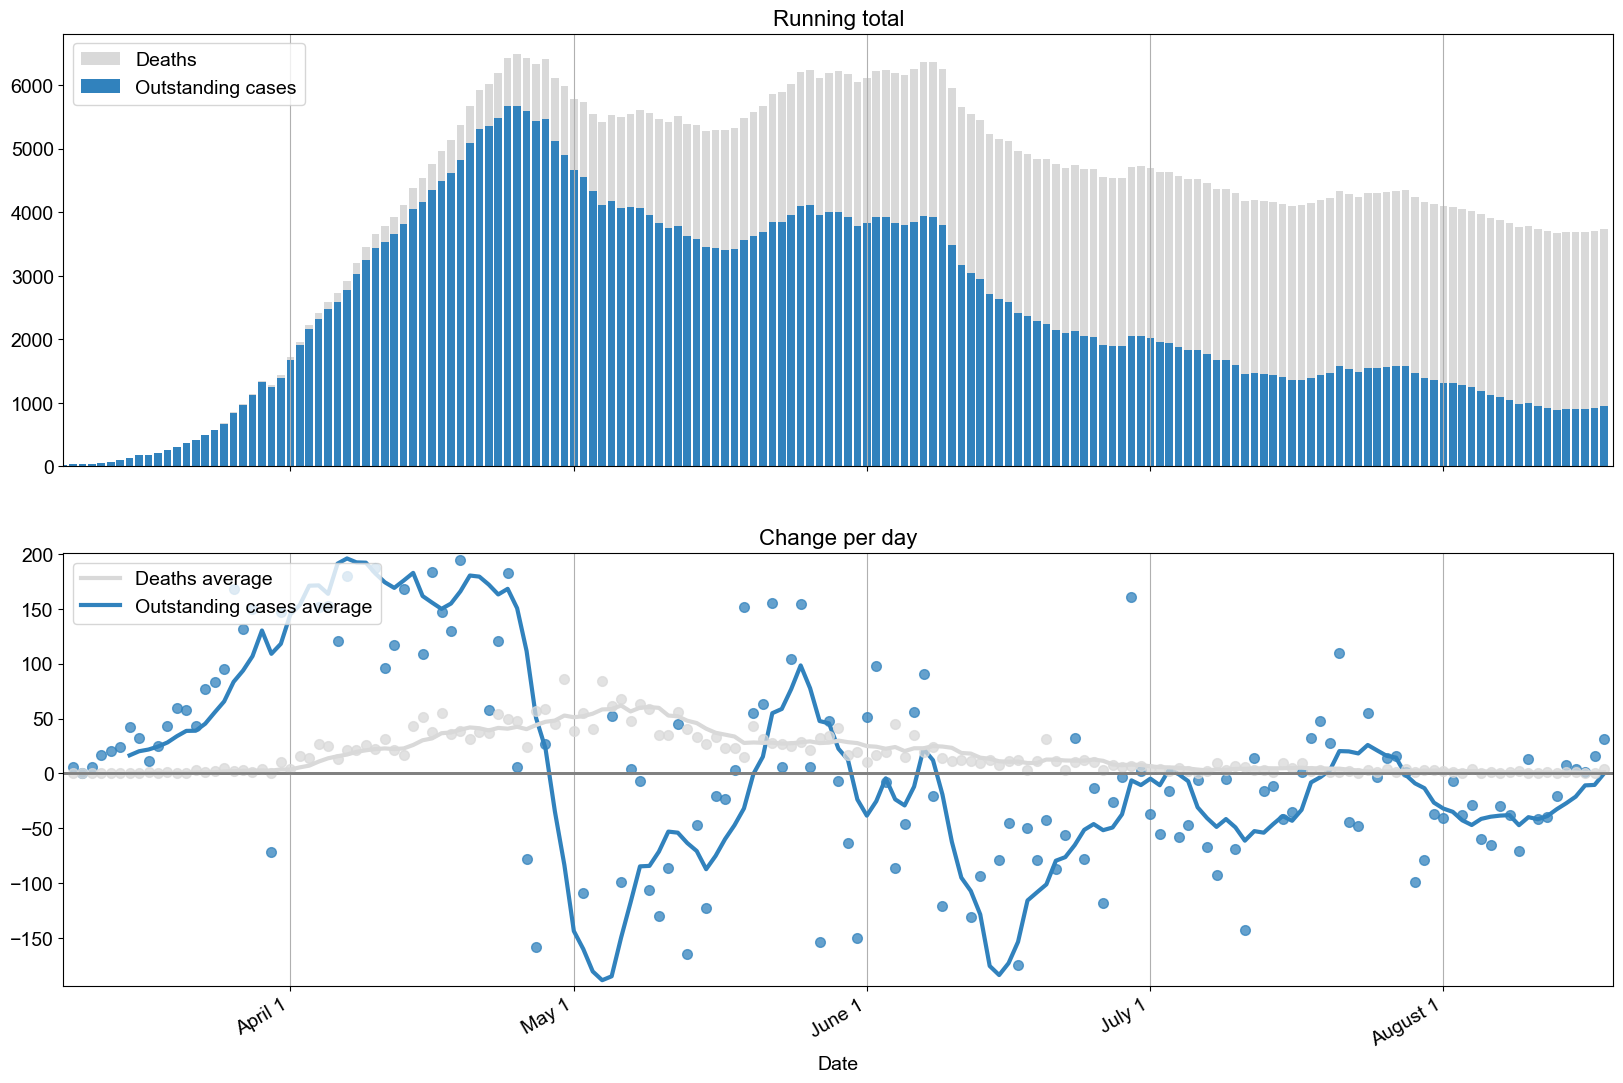 Running total
Deaths
Outstanding cases
6000
5000
4000
3000
2000
1000
0
Change per day
Deaths average
Outstanding cases average
200
150
100
50
0
−50
−100
−150
April 1
May 1
June 1
July 1
August 1
Date